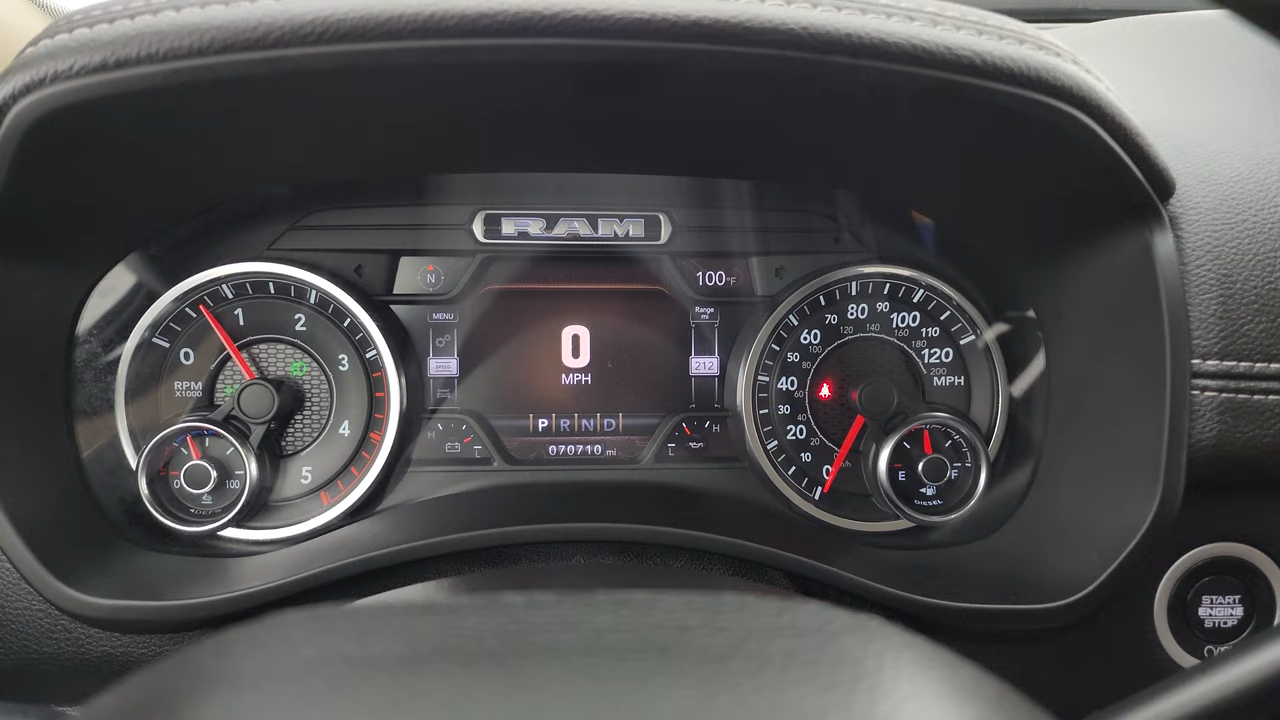 RAM
N
100°F
MENU
SPEED
0
MPH
Range
mi
212
P R N D
070710 mi
H
L
L
H
0
1
2
3
4
5
RPM
X1000
0
100
DEF
0
10
20
30
40
50
60
70
80
90
100
110
120
MPH
20
40
60
80
100
120
140
160
180
200
km/h
E
F
DIESEL
START
ENGINE
STOP